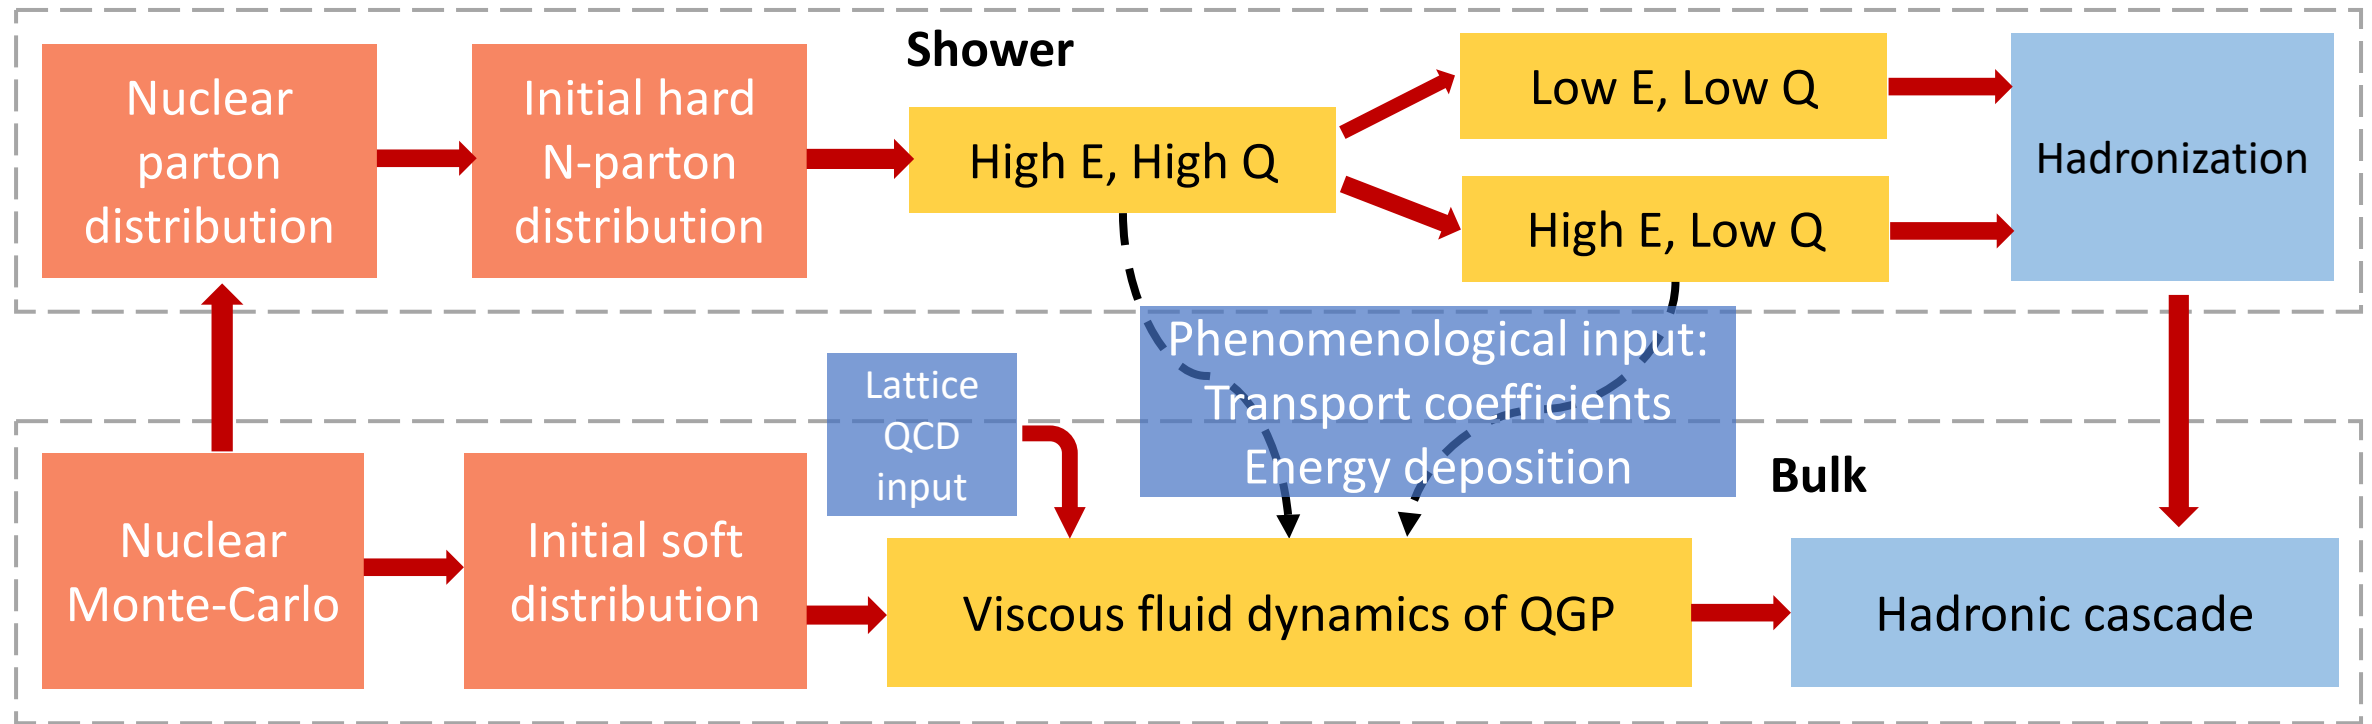 Shower
Nuclear
parton
distribution
Initial hard
N-parton
distribution
High E, High Q
Low E, Low Q
High E, Low Q
Hadronization
Lattice
QCD
input
Phenomenological input:
Transport coefficients
Energy deposition
Bulk
Nuclear
Monte-Carlo
Initial soft
distribution
Viscous fluid dynamics of QGP
Hadronic cascade